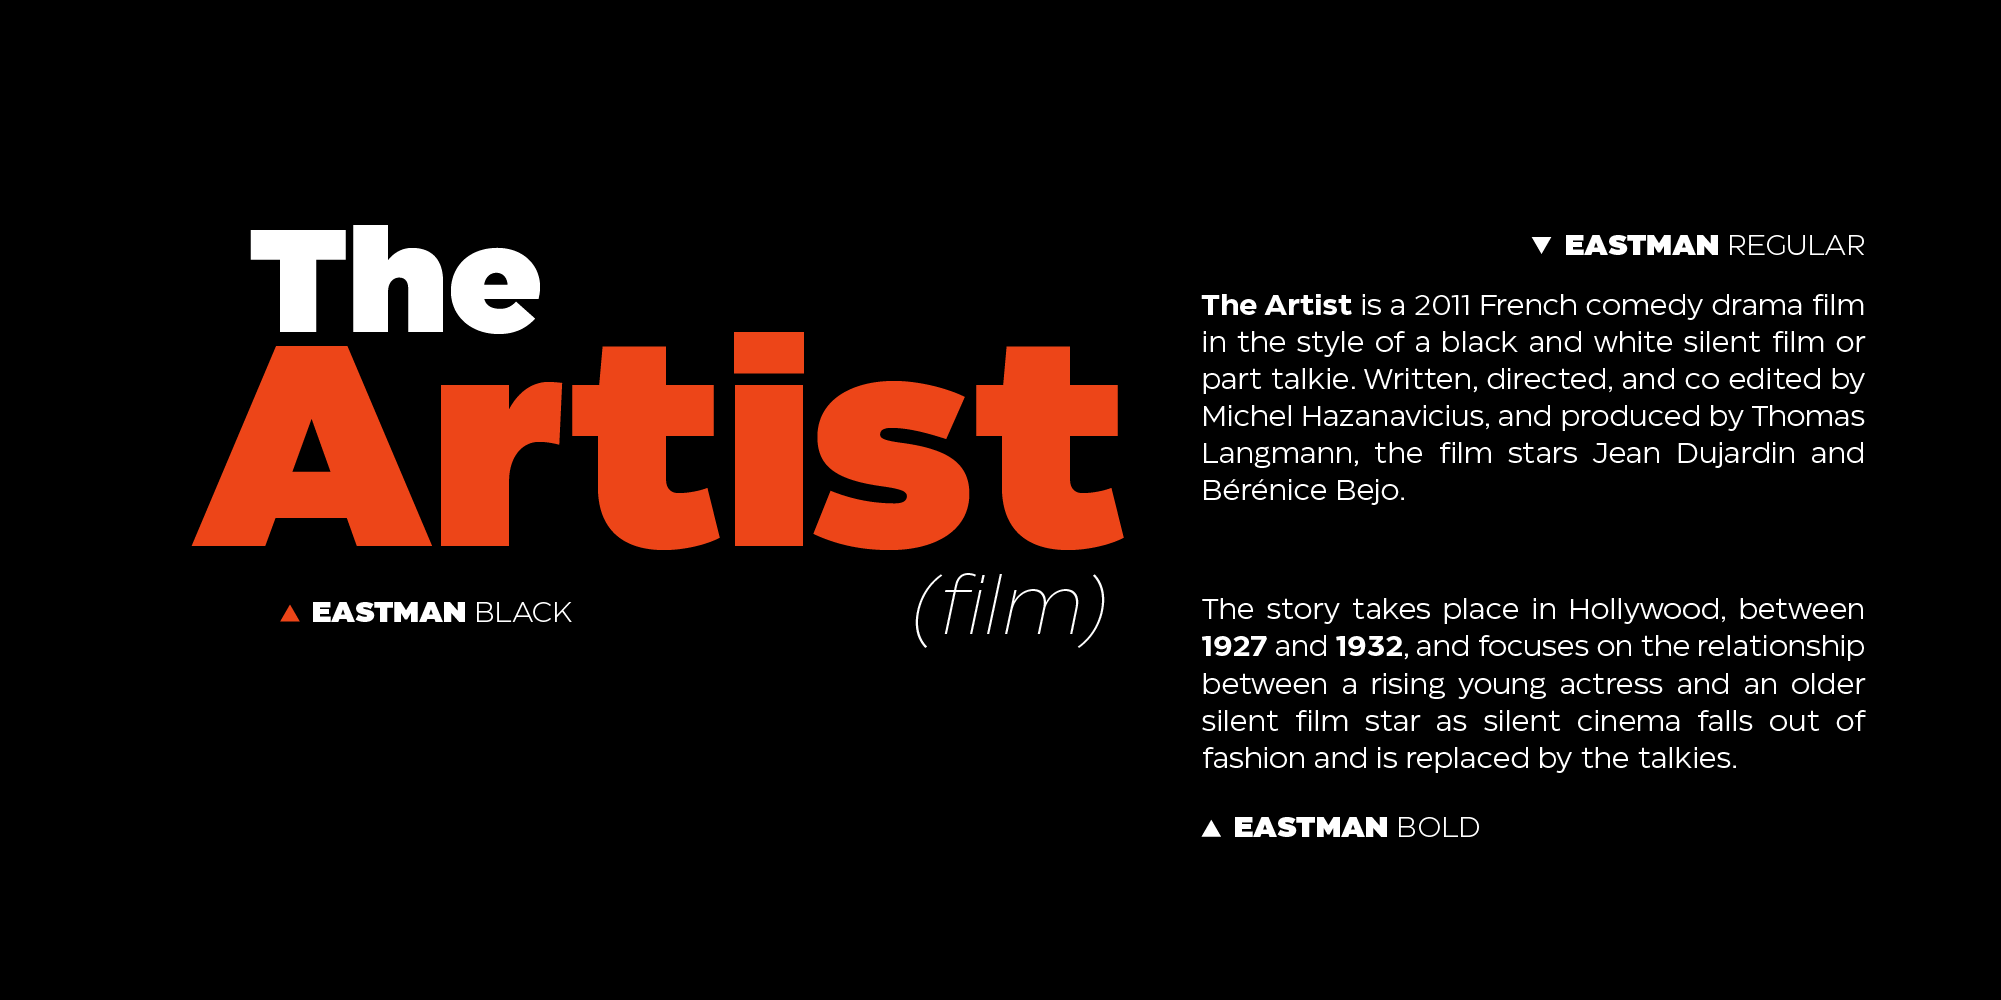 The
Artist
(film)
▲ EASTMAN BLACK
▼ EASTMAN REGULAR
The Artist is a 2011 French comedy drama film
in the style of a black and white silent film or
part talkie. Written, directed, and co edited by
Michel Hazanavicius, and produced by Thomas
Langmann, the film stars Jean Dujardin and
Bérénice Bejo.
The story takes place in Hollywood, between
1927 and 1932, and focuses on the relationship
between a rising young actress and an older
silent film star as silent cinema falls out of
fashion and is replaced by the talkies.
▲ EASTMAN BOLD